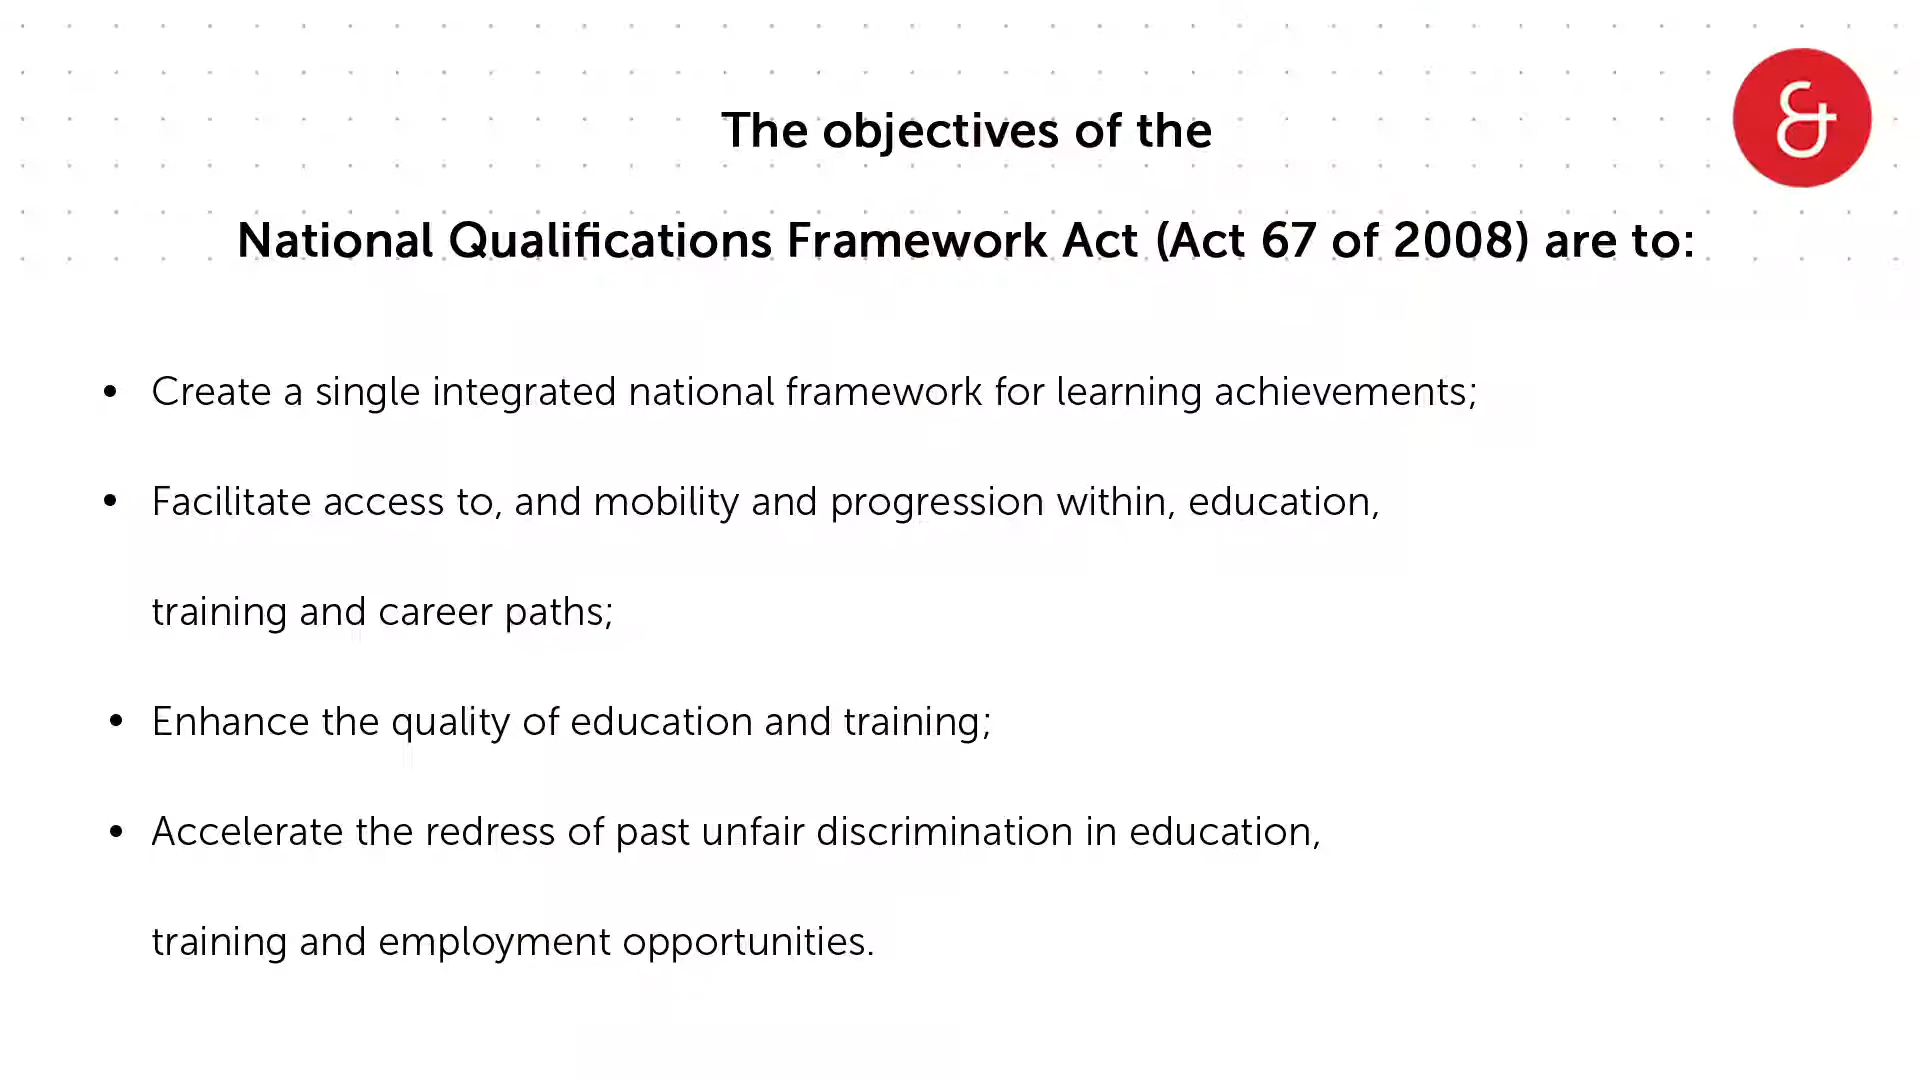 The objectives of the
&
National Qualifications Framework Act (Act 67 of 2008) are to:
• Create a single integrated national framework for learning achievements;
• Facilitate access to, and mobility and progression within, education,
training and career paths;
• Enhance the quality of education and training;
• Accelerate the redress of past unfair discrimination in education,
training and employment opportunities.